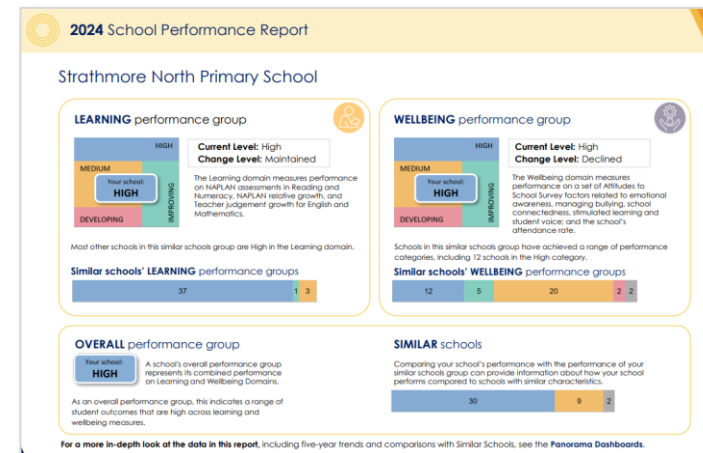 2024 School Performance Report
Strathmore North Primary School
LEARNING performance group
HIGH
MEDIUM
Your school:
HIGH
DEVELOPING
IMPROVING
Current Level: High
Change Level: Maintained
The Learning domain measures performance
on NAPLAN assessments in Reading and
Numeracy, NAPLAN relative growth, and
Teacher judgement growth for English and
Mathematics.
Most other schools in this similar schools group are High in the Learning domain.
Similar schools' LEARNING performance groups
37 1 3
WELLBEING performance group
HIGH
MEDIUM
Your school:
HIGH
DEVELOPING
IMPROVING
Current Level: High
Change Level: Declined
The Wellbeing domain measures
performance on a set of Attitudes to
School Survey factors related to emotional
awareness, managing bullying, school
connectedness, stimulated learning and
student voice; and the school's
attendance rate.
Schools in this similar schools group have achieved a range of performance
categories, including 12 schools in the High category.
Similar schools' WELLBEING performance groups
12 5 20 2 2
OVERALL performance group
Your school:
HIGH
A school's overall performance group
represents its combined performance
on Learning and Wellbeing Domains.
As an overall performance group, this indicates a range of
student outcomes that are high across learning and
wellbeing measures.
SIMILAR schools
Comparing your school's performance with the performance of your
similar schools group can provide information about how your school
performs compared to schools with similar characteristics.
30 9 2
For a more in-depth look at the data in this report, including five-year trends and comparisons with Similar Schools, see the Panorama Dashboards.